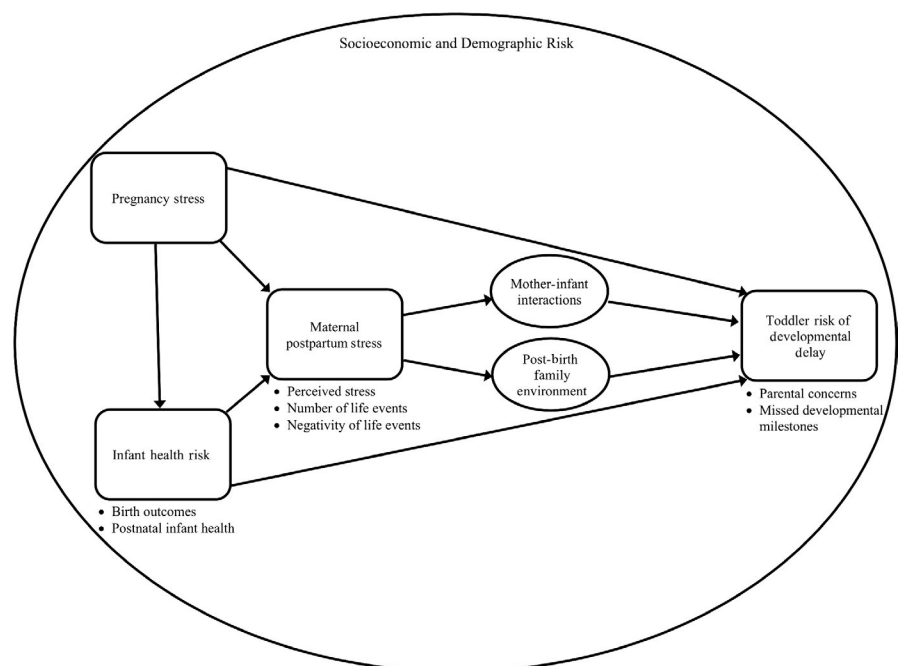 Socioeconomic and Demographic Risk
Pregnancy stress
Mother-infant
interactions
Maternal
postpartum stress
Toddler risk of
developmental
delay
Post-birth
family
environment
• Perceived stress
• Number of life events
• Negativity of life events
• Parental concerns
• Missed developmental
milestones
Infant health risk
• Birth outcomes
• Postnatal infant health